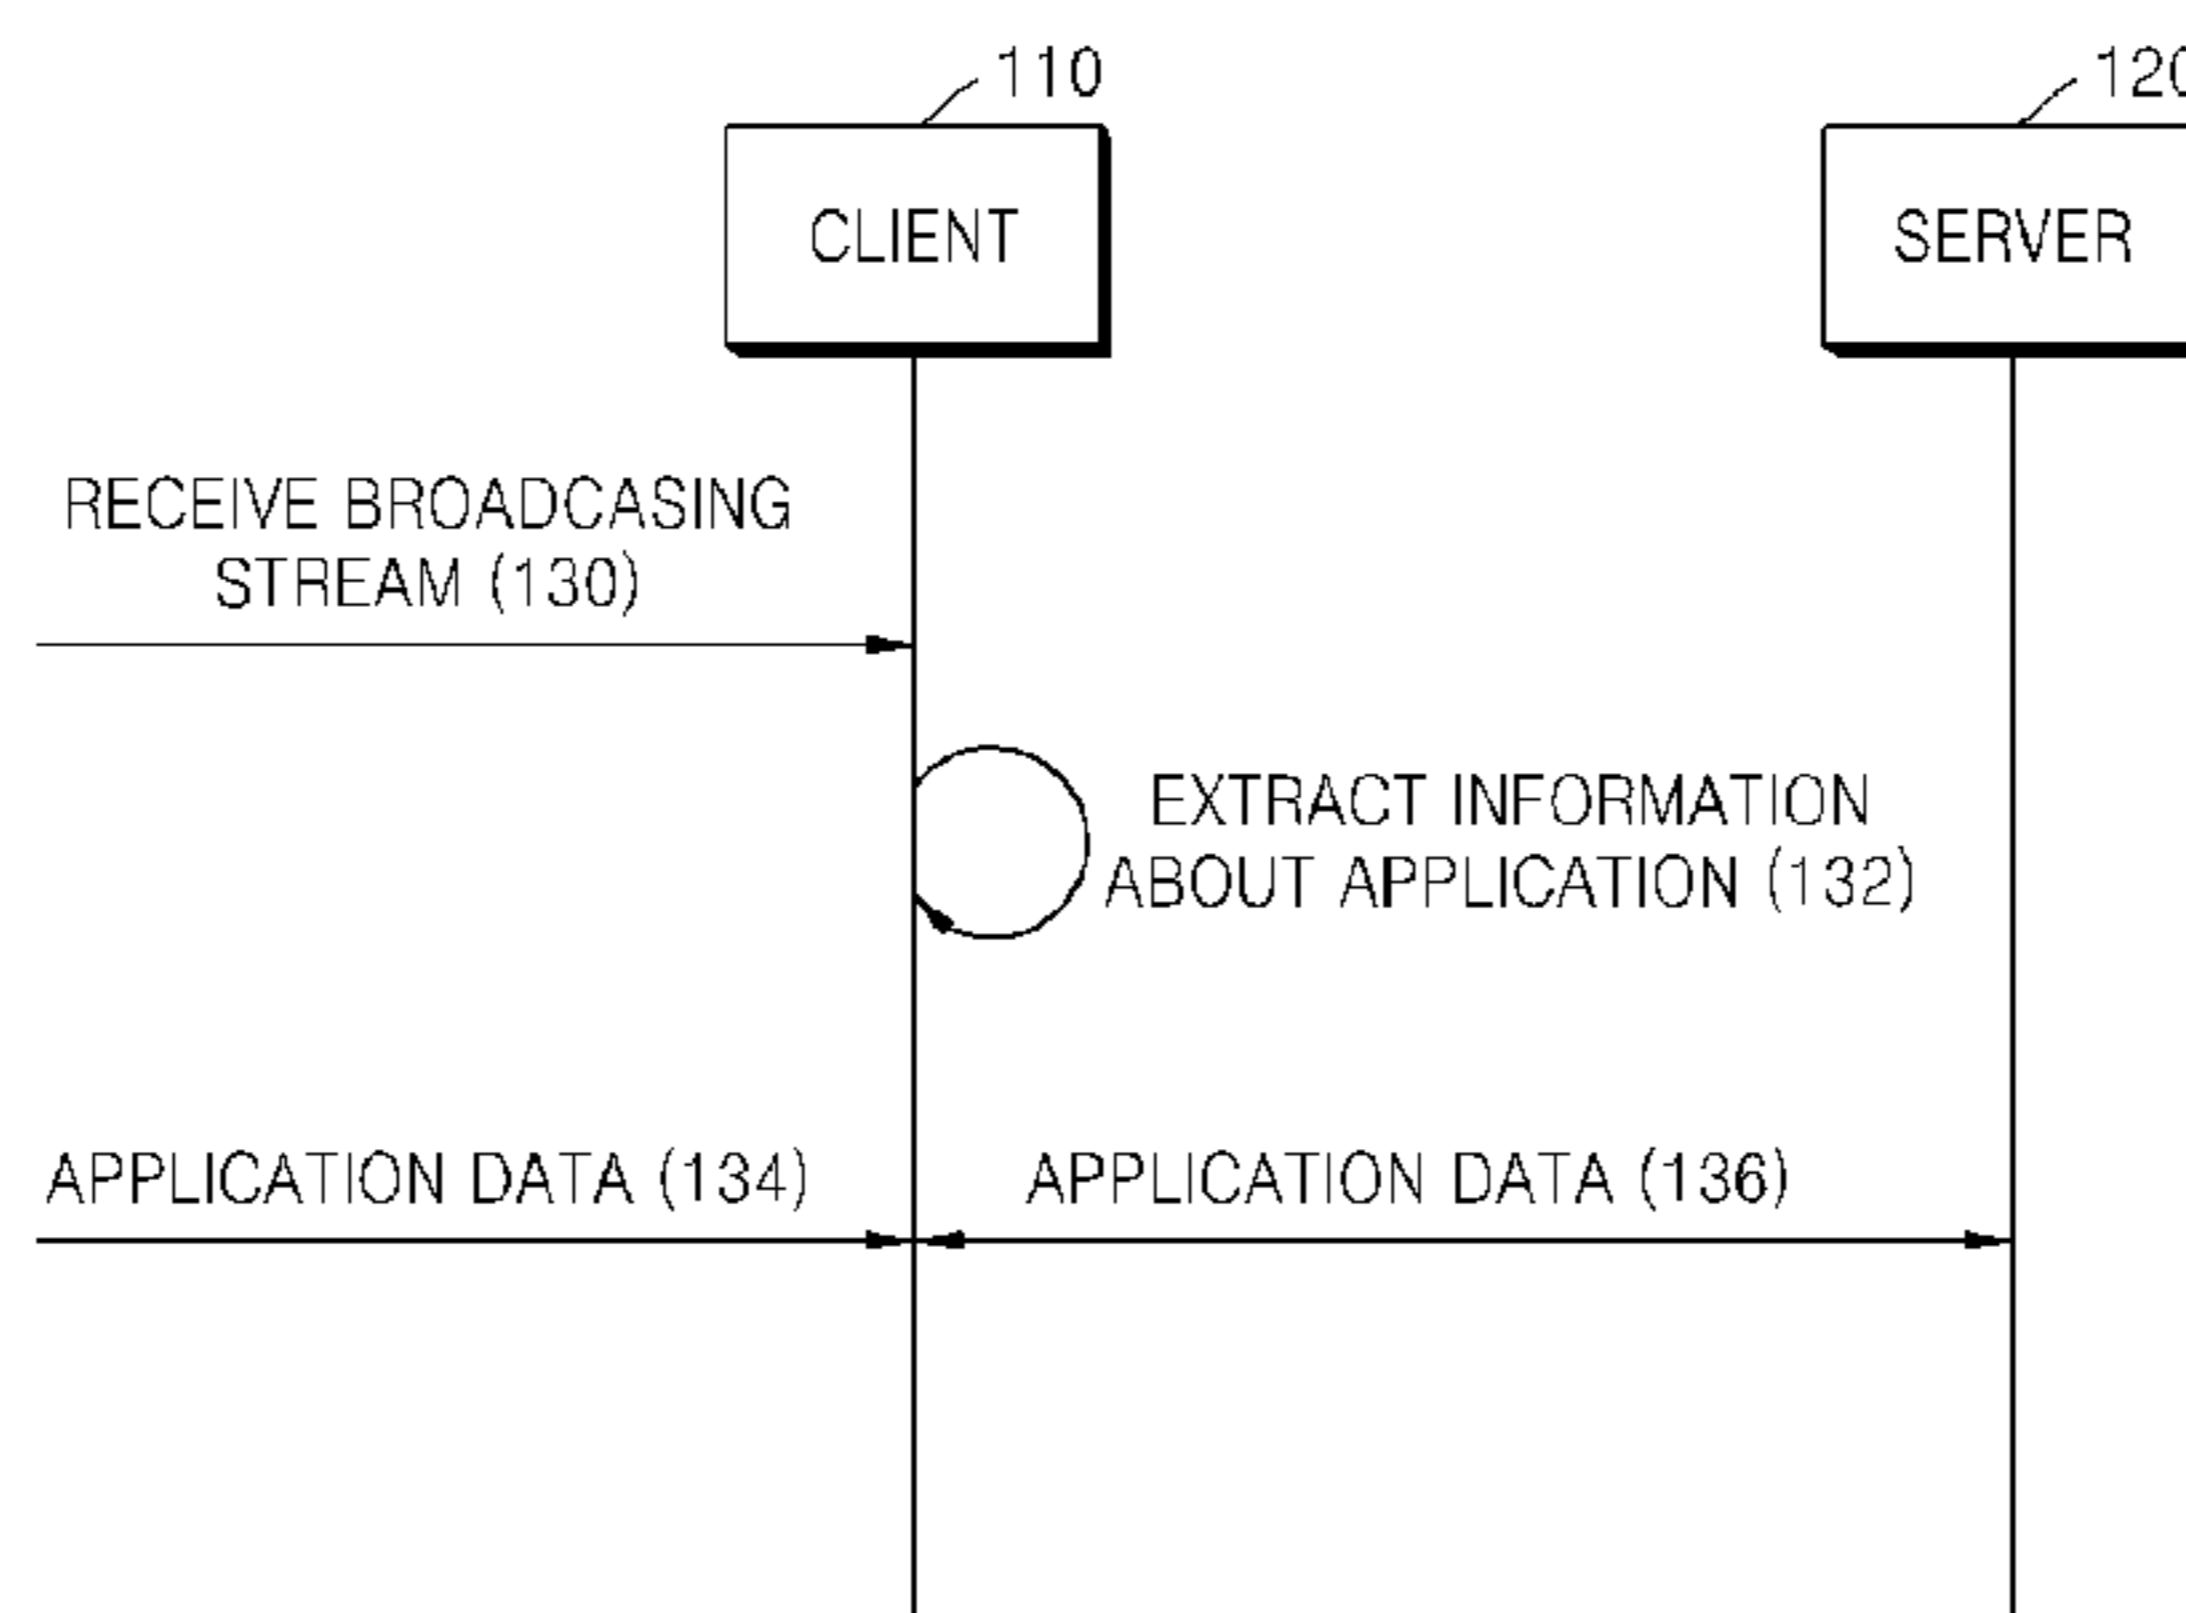 110
120
CLIENT
SERVER
RECEIVE BROADCASING
STREAM (130)
EXTRACT INFORMATION
ABOUT APPLICATION (132)
APPLICATION DATA (134)
APPLICATION DATA (136)